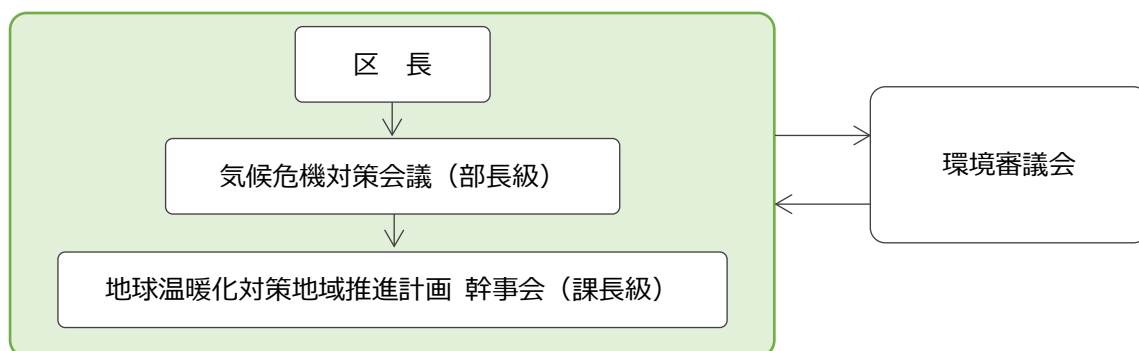 区　長
気候危機対策会議（部長級）
地球温暖化対策地域推進計画 幹事会（課長級）
環境審議会